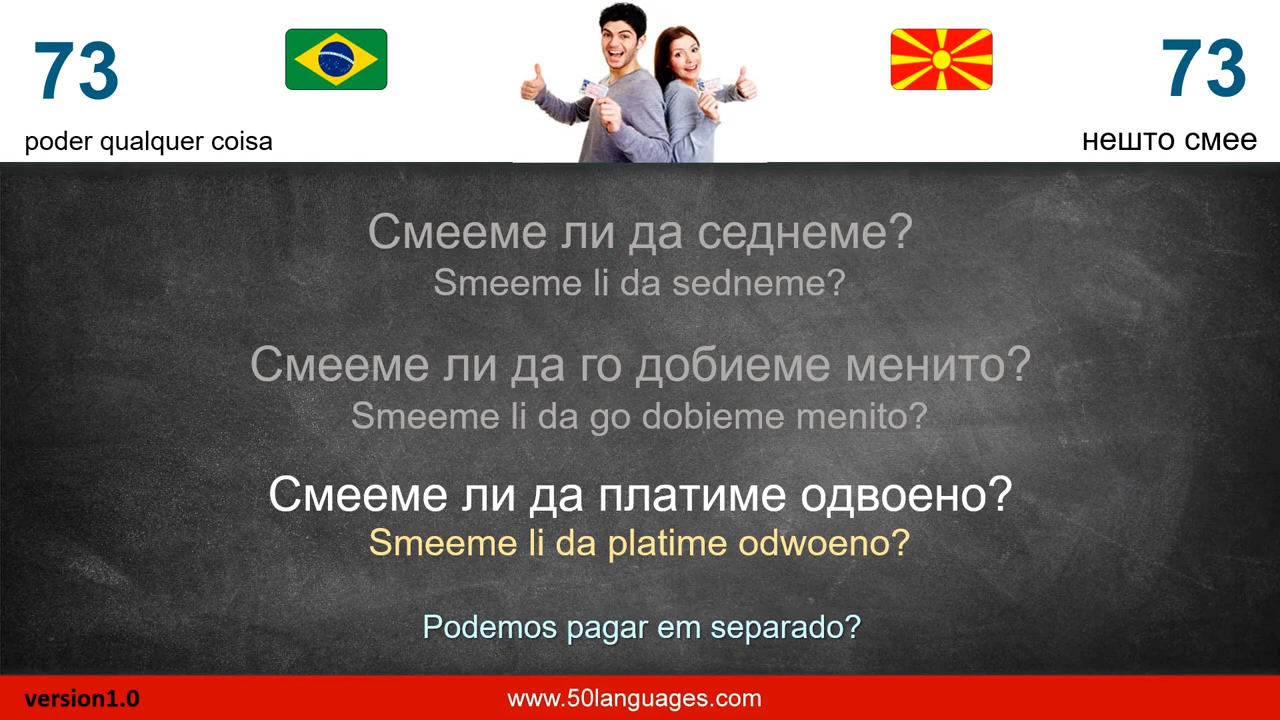 73
73
poder qualquer coisa
нешто смее
Смееме ли да седнеме?
Smeeme li da sedneme?
Смееме ли да го добиеме менито?
Smeeme li da go dobieme menito?
Смееме ли да платиме одвоено?
Smeeme li da platime odwoeno?
Podemos pagar em separado?
version1.0
www.50languages.com